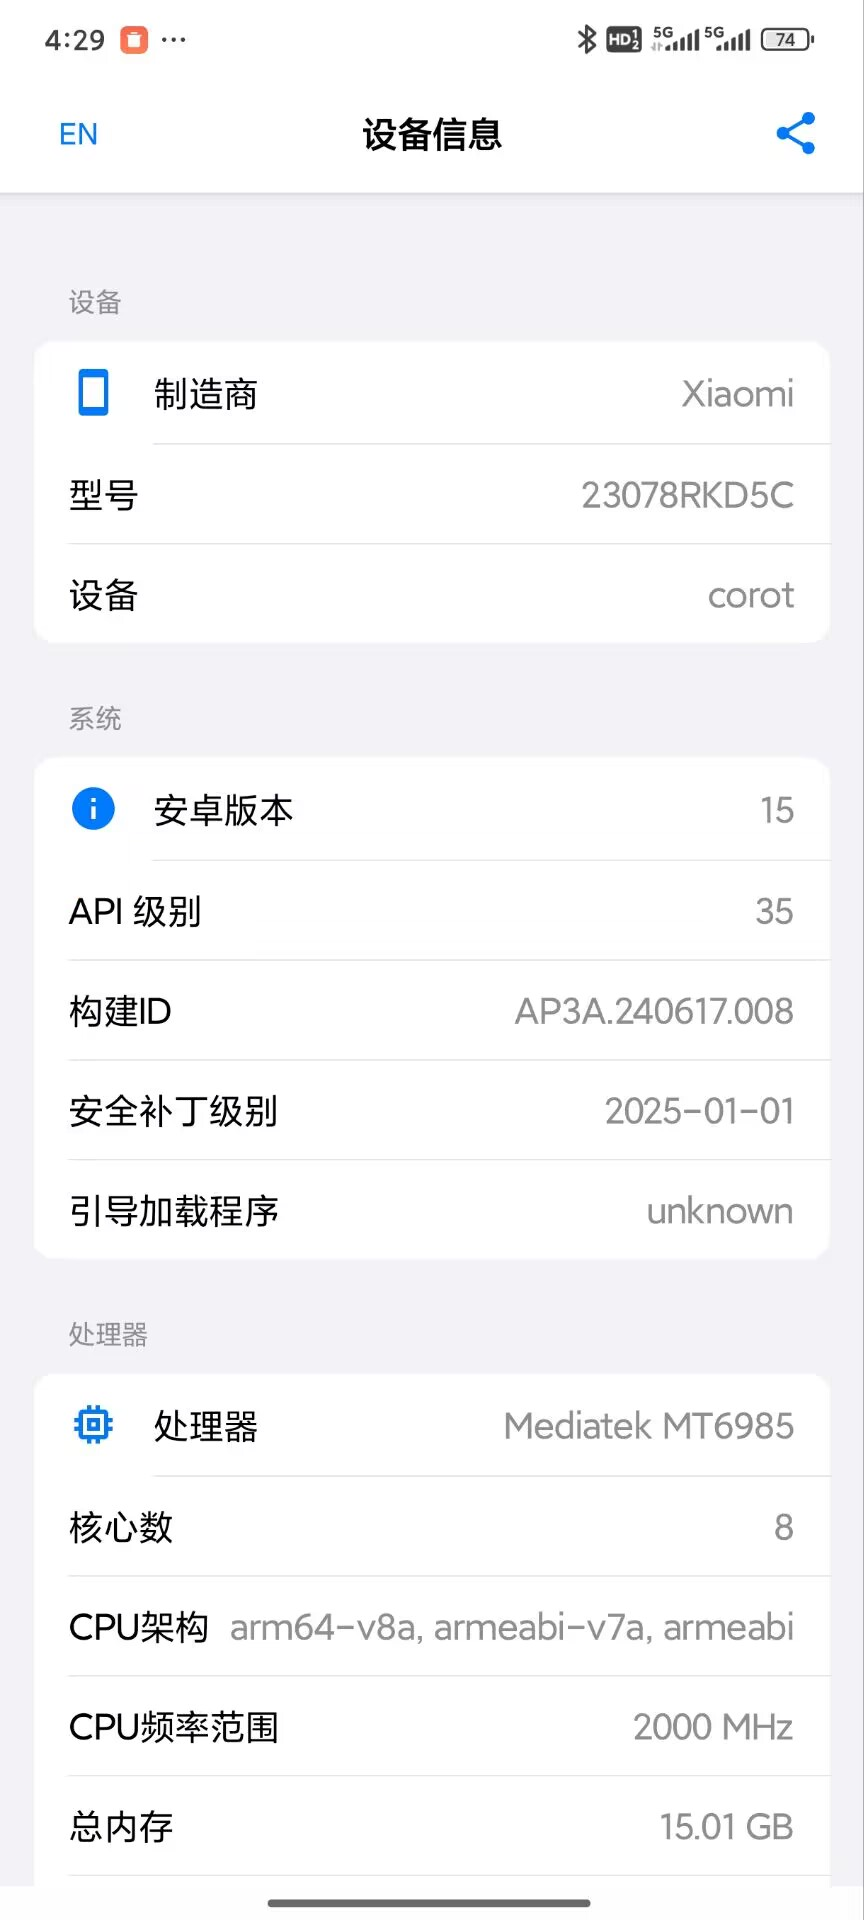 4:29 ... HD 1 2 5G 5G 74
EN 设备信息
设备
制造商 Xiaomi
型号 23078RKD5C
设备 corot
系统
安卓版本 15
API 级别 35
构建ID AP3A.240617.008
安全补丁级别 2025-01-01
引导加载程序 unknown
处理器
处理器 Mediatek MT6985
核心数 8
CPU架构 arm64-v8a, armeabi-v7a, armeabi
CPU频率范围 2000 MHz
总内存 15.01 GB